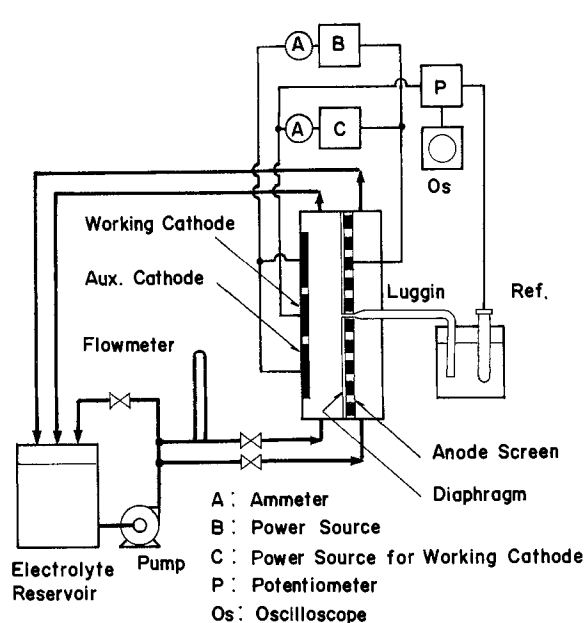 A
B
A
C
P
Os
Working Cathode
Aux. Cathode
Luggin
Ref.
Flowmeter
Anode Screen
Diaphragm
Pump
Electrolyte
Reservoir
A: Ammeter
B: Power Source
C: Power Source for Working Cathode
P: Potentiometer
Os: Oscilloscope